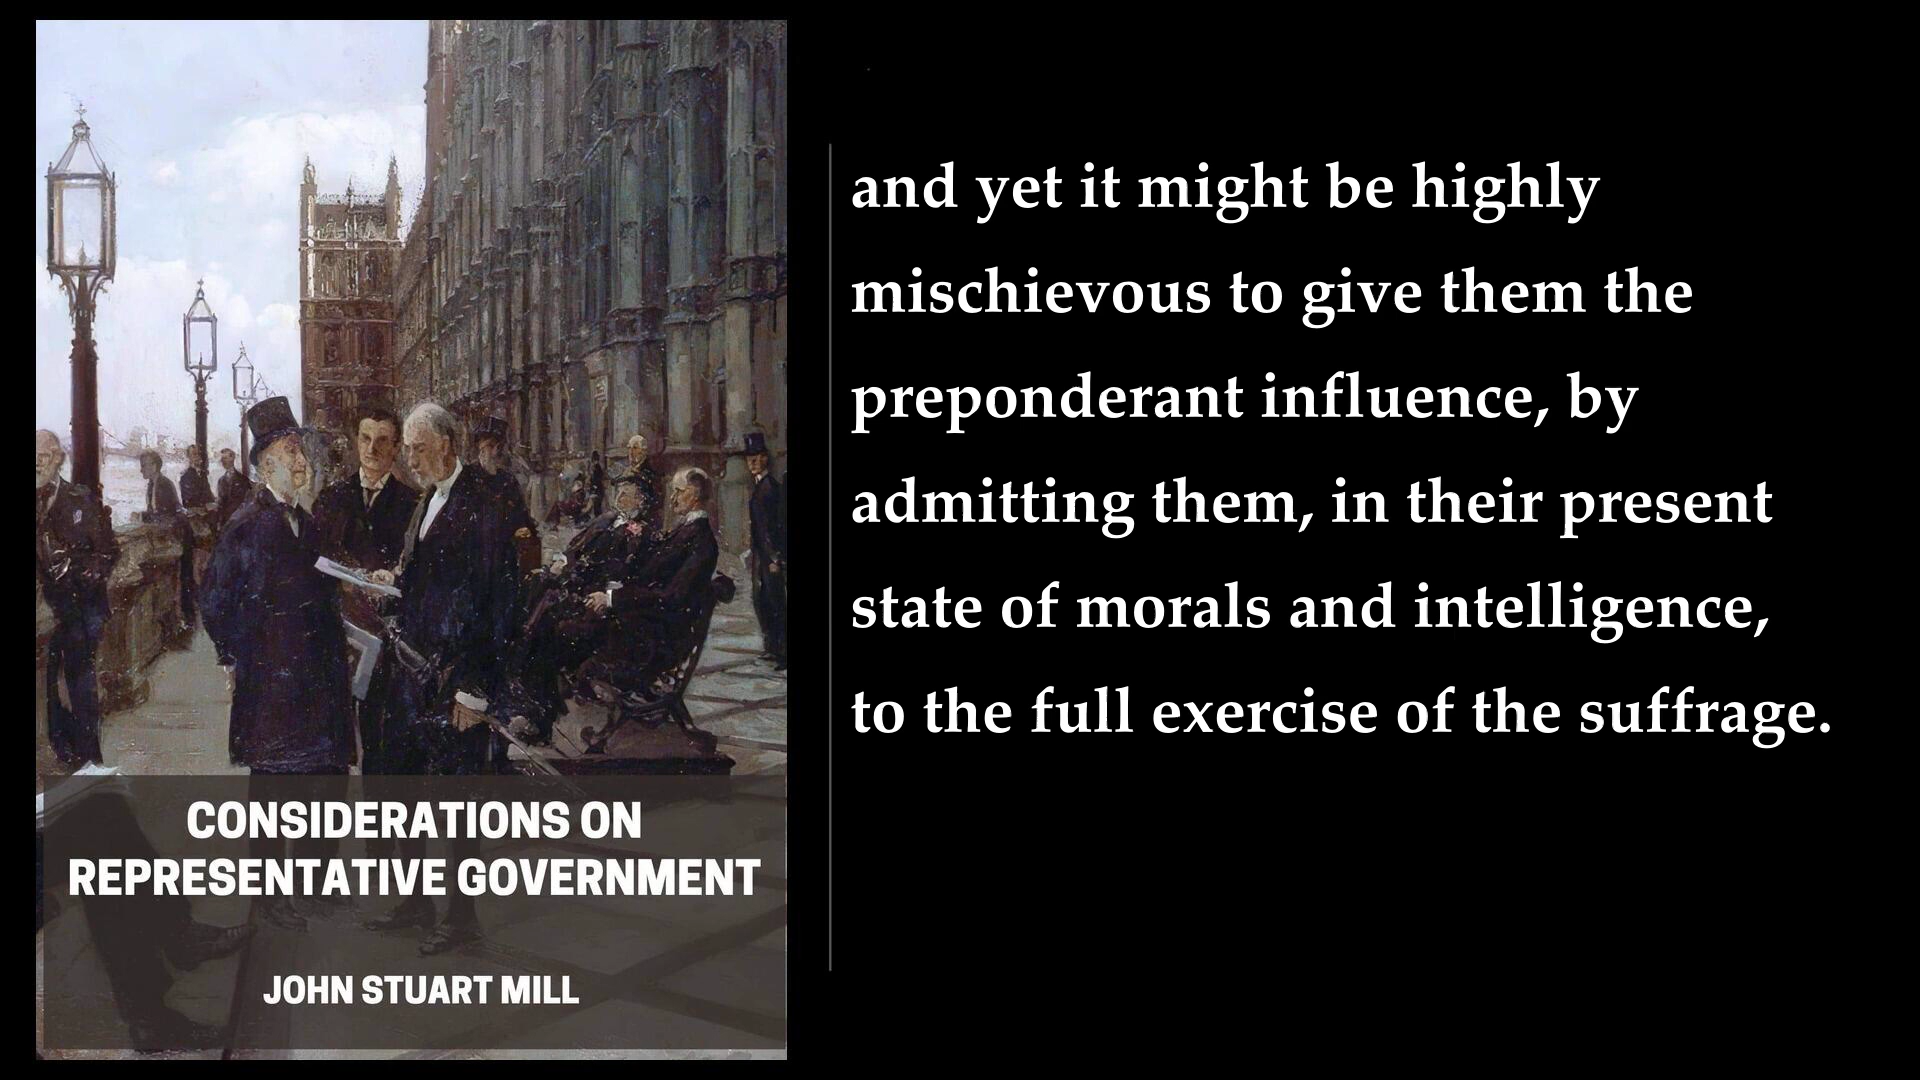 CONSIDERATIONS ON
REPRESENTATIVE GOVERNMENT
JOHN STUART MILL
and yet it might be highly
mischievous to give them the
preponderant influence, by
admitting them, in their present
state of morals and intelligence,
to the full exercise of the suffrage.